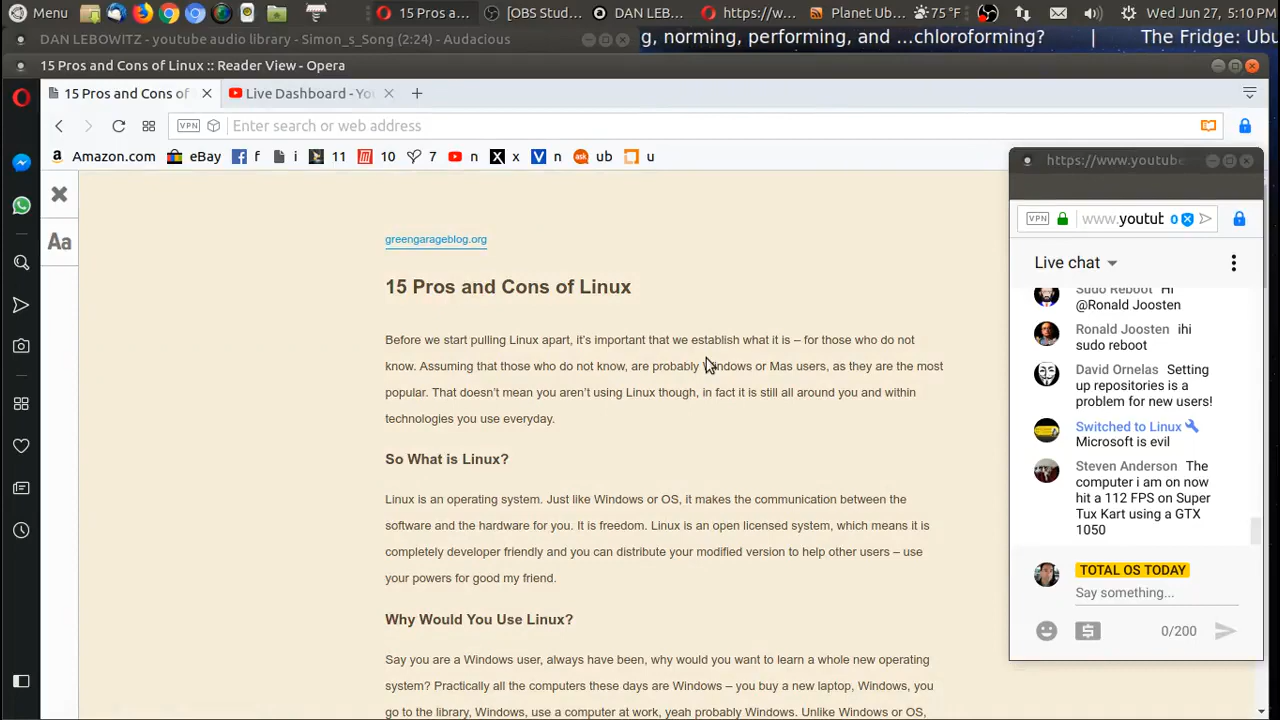 Menu
15 Pros a...
[OBS Stud...
DAN LEB...
https://w...
Planet Ub...
75°F
Wed Jun 27, 5:10 PM
DAN LEBOWITZ - youtube audio library - Simon_s_Song (2:24) - Audacious
g, norming, performing, and ...chloroforming? | The Fridge: Ubu
15 Pros and Cons of Linux :: Reader View - Opera
15 Pros and Cons of
Live Dashboard - You
VPN
Enter search or web address
Amazon.com
eBay
f
i
11
10
7
n
x
n
ub
u
Aa
greengarageblog.org
15 Pros and Cons of Linux
Before we start pulling Linux apart, it's important that we establish what it is – for those who do not
know. Assuming that those who do not know, are probably Windows or Mas users, as they are the most
popular. That doesn't mean you aren't using Linux though, in fact it is still all around you and within
technologies you use everyday.
So What is Linux?
Linux is an operating system. Just like Windows or OS, it makes the communication between the
software and the hardware for you. It is freedom. Linux is an open licensed system, which means it is
completely developer friendly and you can distribute your modified version to help other users – use
your powers for good my friend.
Why Would You Use Linux?
Say you are a Windows user, always have been, why would you want to learn a whole new operating
system? Practically all the computers these days are Windows – you buy a new laptop, Windows, you
go to the library, Windows, use a computer at work, yeah probably Windows. Unlike Windows or OS,
https://www.youtube
VPN
www.youtut
0
Live chat
Sudo Reboot Hi
@Ronald Joosten
Ronald Joosten ihi
sudo reboot
David Ornelas Setting
up repositories is a
problem for new users!
Switched to Linux
Microsoft is evil
Steven Anderson The
computer i am on now
hit a 112 FPS on Super
Tux Kart using a GTX
1050
TOTAL OS TODAY
Say something...
0/200